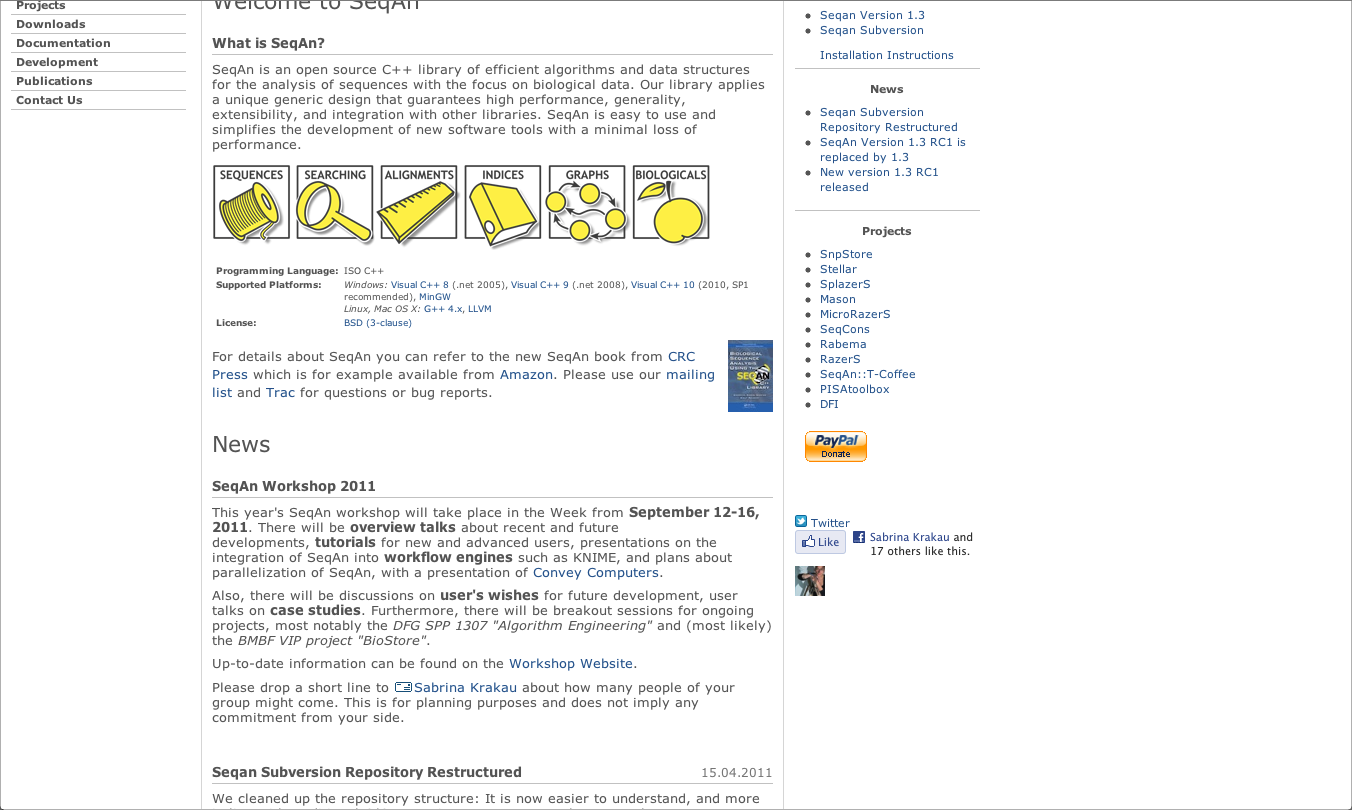 Projects
Downloads
Documentation
Development
Publications
Contact Us
Welcome to SeqAn
What is SeqAn?
SeqAn is an open source C++ library of efficient algorithms and data structures
for the analysis of sequences with the focus on biological data. Our library applies
a unique generic design that guarantees high performance, generality,
extensibility, and integration with other libraries. SeqAn is easy to use and
simplifies the development of new software tools with a minimal loss of
performance.
SEQUENCES SEARCHING ALIGNMENTS INDICES GRAPHS BIOLOGICALS
Programming Language: ISO C++
Supported Platforms: Windows: Visual C++ 8 (.net 2005), Visual C++ 9 (.net 2008), Visual C++ 10 (2010, SP1
recommended), MinGW
Linux, Mac OS X: G++ 4.x, LLVM
License: BSD (3-clause)
For details about SeqAn you can refer to the new SeqAn book from CRC
Press which is for example available from Amazon. Please use our mailing
list and Trac for questions or bug reports.
BIOLOGICAL
SEQUENCE
ANALYSIS
USING THE
SEQAN
C++
LIBRARY
News
SeqAn Workshop 2011
This year's SeqAn workshop will take place in the Week from September 12-16,
2011. There will be overview talks about recent and future
developments, tutorials for new and advanced users, presentations on the
integration of SeqAn into workflow engines such as KNIME, and plans about
parallelization of SeqAn, with a presentation of Convey Computers.
Also, there will be discussions on user's wishes for future development, user
talks on case studies. Furthermore, there will be breakout sessions for ongoing
projects, most notably the DFG SPP 1307 "Algorithm Engineering" and (most likely)
the BMBF VIP project "BioStore".
Up-to-date information can be found on the Workshop Website.
Please drop a short line to Sabrina Krakau about how many people of your
group might come. This is for planning purposes and does not imply any
commitment from your side.
Seqan Subversion Repository Restructured 15.04.2011
We cleaned up the repository structure: It is now easier to understand, and more
Seqan Version 1.3
Seqan Subversion
Installation Instructions
News
Seqan Subversion
Repository Restructured
SeqAn Version 1.3 RC1 is
replaced by 1.3
New version 1.3 RC1
released
Projects
SnpStore
Stellar
SplazerS
Mason
MicroRazerS
SeqCons
Rabema
RazerS
SeqAn::T-Coffee
PISAtoolbox
DFI
PayPal
Donate
Twitter
Like Sabrina Krakau and
17 others like this.